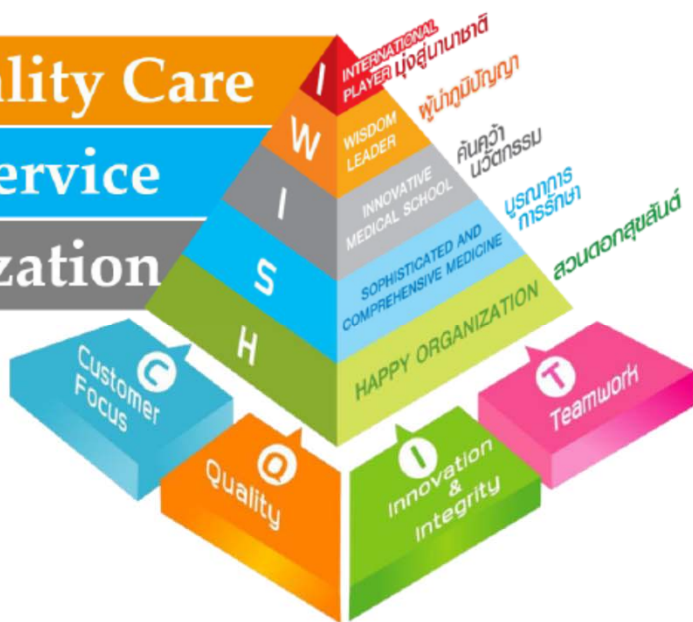 ality Care
ervice
zation
I
W
I
S
H
INTERNATIONAL
PLAYER
มุ่งสู่นานาชาติ
WISDOM
LEADER
ผู้นำภูมิปัญญา
INNOVATIVE
MEDICAL SCHOOL
ค้นคว้า
นวัตกรรม
SOPHISTICATED AND
COMPREHENSIVE MEDICINE
บูรณาการ
การรักษา
HAPPY ORGANIZATION
สวนดอกสุขสันต์
C
Customer
Focus
Q
Quality
I
Innovation
&
Integrity
T
Teamwork